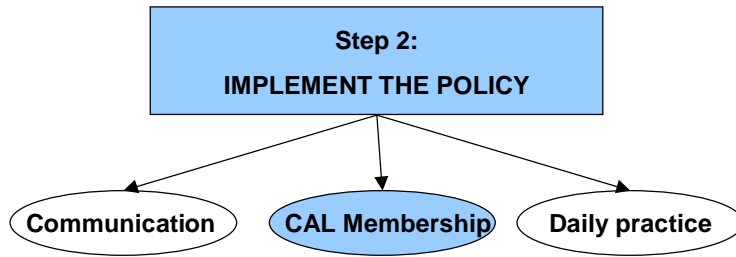 Step 2:
IMPLEMENT THE POLICY
Communication
CAL Membership
Daily practice